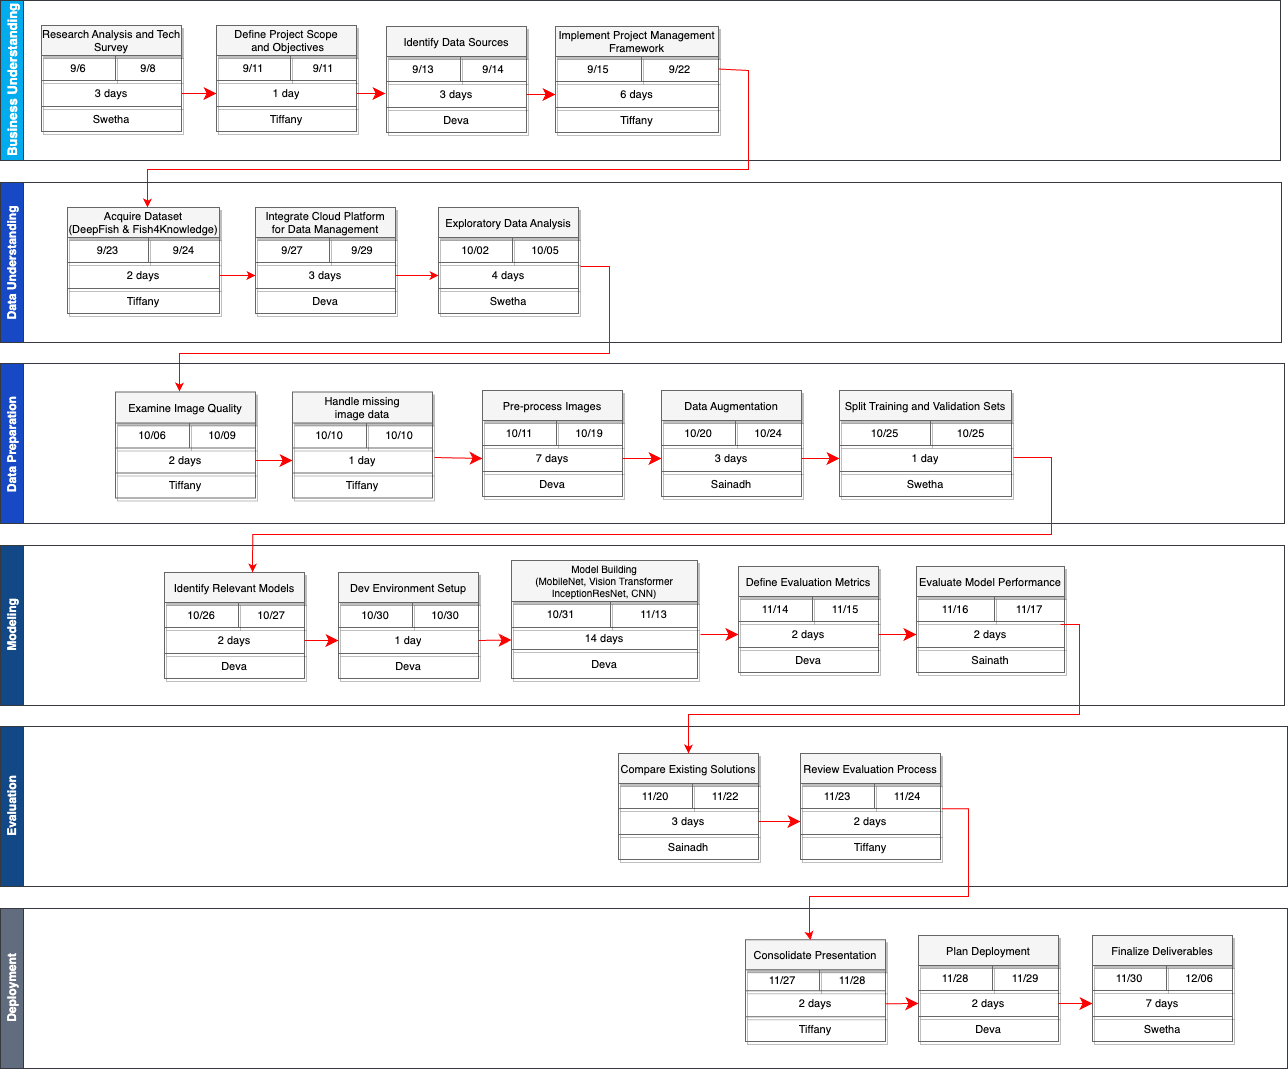 Business Understanding
Research Analysis and Tech
Survey
9/6 9/8
3 days
Swetha
Define Project Scope
and Objectives
9/11 9/11
1 day
Tiffany
Identify Data Sources
9/13 9/14
3 days
Deva
Implement Project Management
Framework
9/15 9/22
6 days
Tiffany
Data Understanding
Acquire Dataset
(DeepFish & Fish4Knowledge)
9/23 9/24
2 days
Tiffany
Integrate Cloud Platform
for Data Management
9/27 9/29
3 days
Deva
Exploratory Data Analysis
10/02 10/05
4 days
Swetha
Data Preparation
Examine Image Quality
10/06 10/09
2 days
Tiffany
Handle missing
image data
10/10 10/10
1 day
Tiffany
Pre-process Images
10/11 10/19
7 days
Deva
Data Augmentation
10/20 10/24
3 days
Sainadh
Split Training and Validation Sets
10/25 10/25
1 day
Swetha
Modeling
Identify Relevant Models
10/26 10/27
2 days
Deva
Dev Environment Setup
10/30 10/30
1 day
Deva
Model Building
(MobileNet, Vision Transformer
InceptionResNet, CNN)
10/31 11/13
14 days
Deva
Define Evaluation Metrics
11/14 11/15
2 days
Deva
Evaluate Model Performance
11/16 11/17
2 days
Sainath
Evaluation
Compare Existing Solutions
11/20 11/22
3 days
Sainadh
Review Evaluation Process
11/23 11/24
2 days
Tiffany
Deployment
Consolidate Presentation
11/27 11/28
2 days
Tiffany
Plan Deployment
11/28 11/29
2 days
Deva
Finalize Deliverables
11/30 12/06
7 days
Swetha